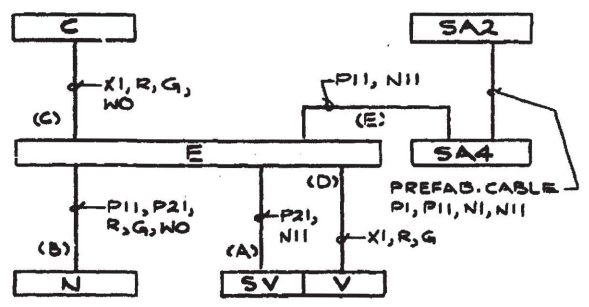 C
SA2
X1, R, G,
WO
(C)
P11, N11
(E)
E
SA4
(D)
PREFAB. CABLE
P1, P11, N1, N11
P11, P21,
R, G, WO
P21,
N11
X1, R, G
(B)
(A)
N
SV
V